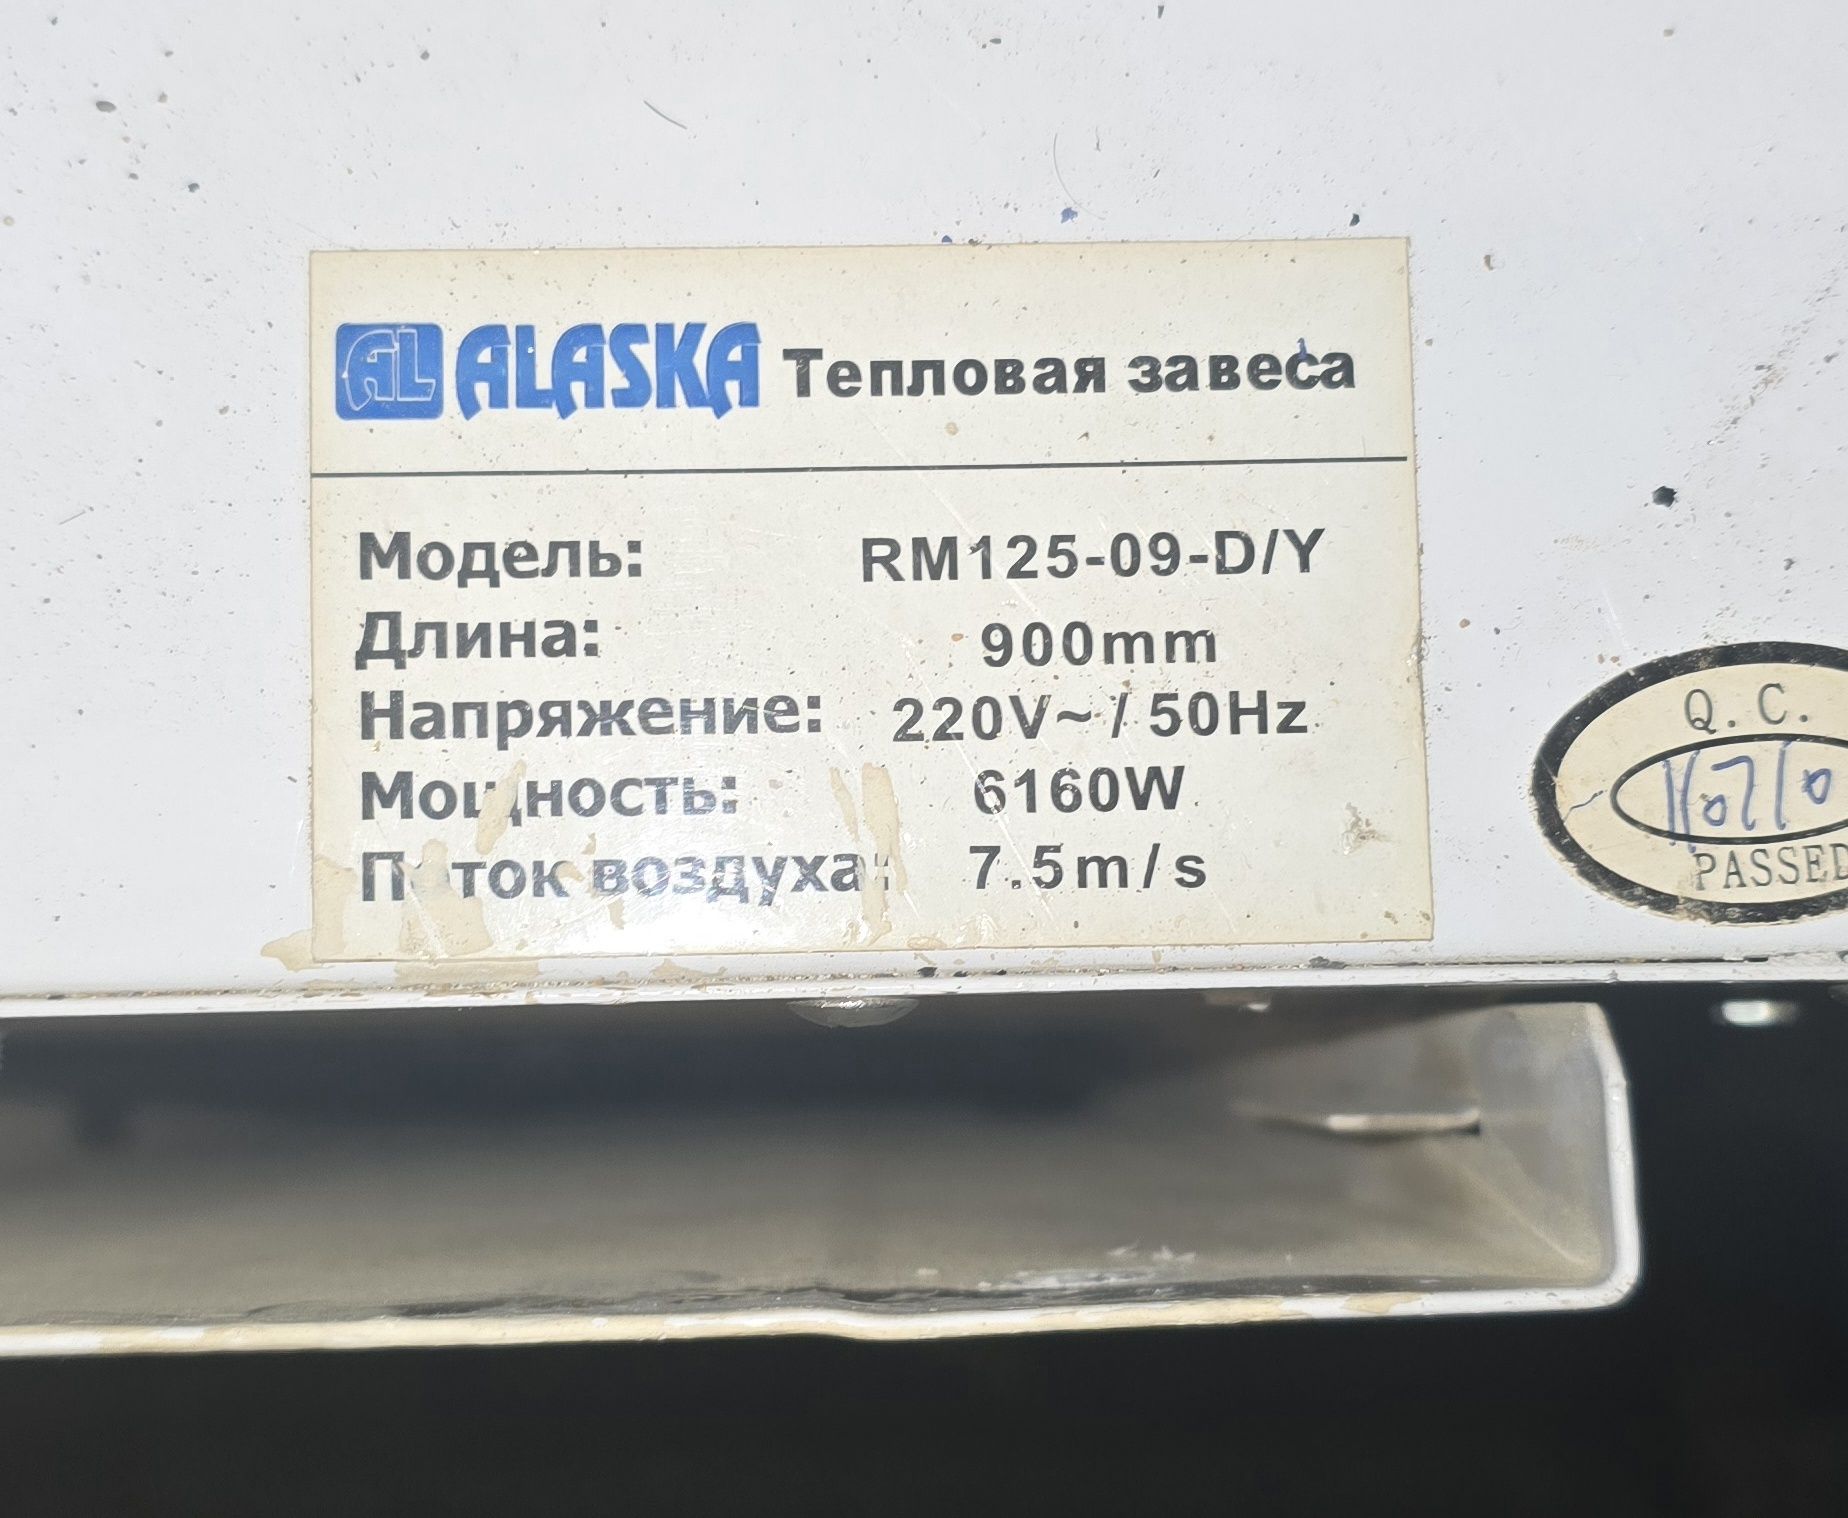 AL ALASKA Тепловая завеса
Модель: RM125-09-D/Y
Длина: 900mm
Напряжение: 220V~ / 50Hz
Мощность: 6160W
Поток воздуха: 7.5m/s
Q.C.
PASSED